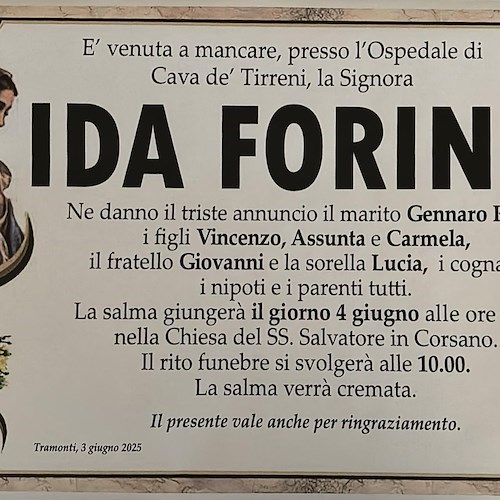 E' venuta a mancare, presso l'Ospedale di
Cava de' Tirreni, la Signora
IDA FORIN
Ne danno il triste annuncio il marito Gennaro
i figli Vincenzo, Assunta e Carmela,
il fratello Giovanni e la sorella Lucia, i cogna
i nipoti e i parenti tutti.
La salma giungerà il giorno 4 giugno alle ore
nella Chiesa del SS. Salvatore in Corsano.
Il rito funebre si svolgerà alle 10.00.
La salma verrà cremata.
Il presente vale anche per ringraziamento.
Tramonti, 3 giugno 2025